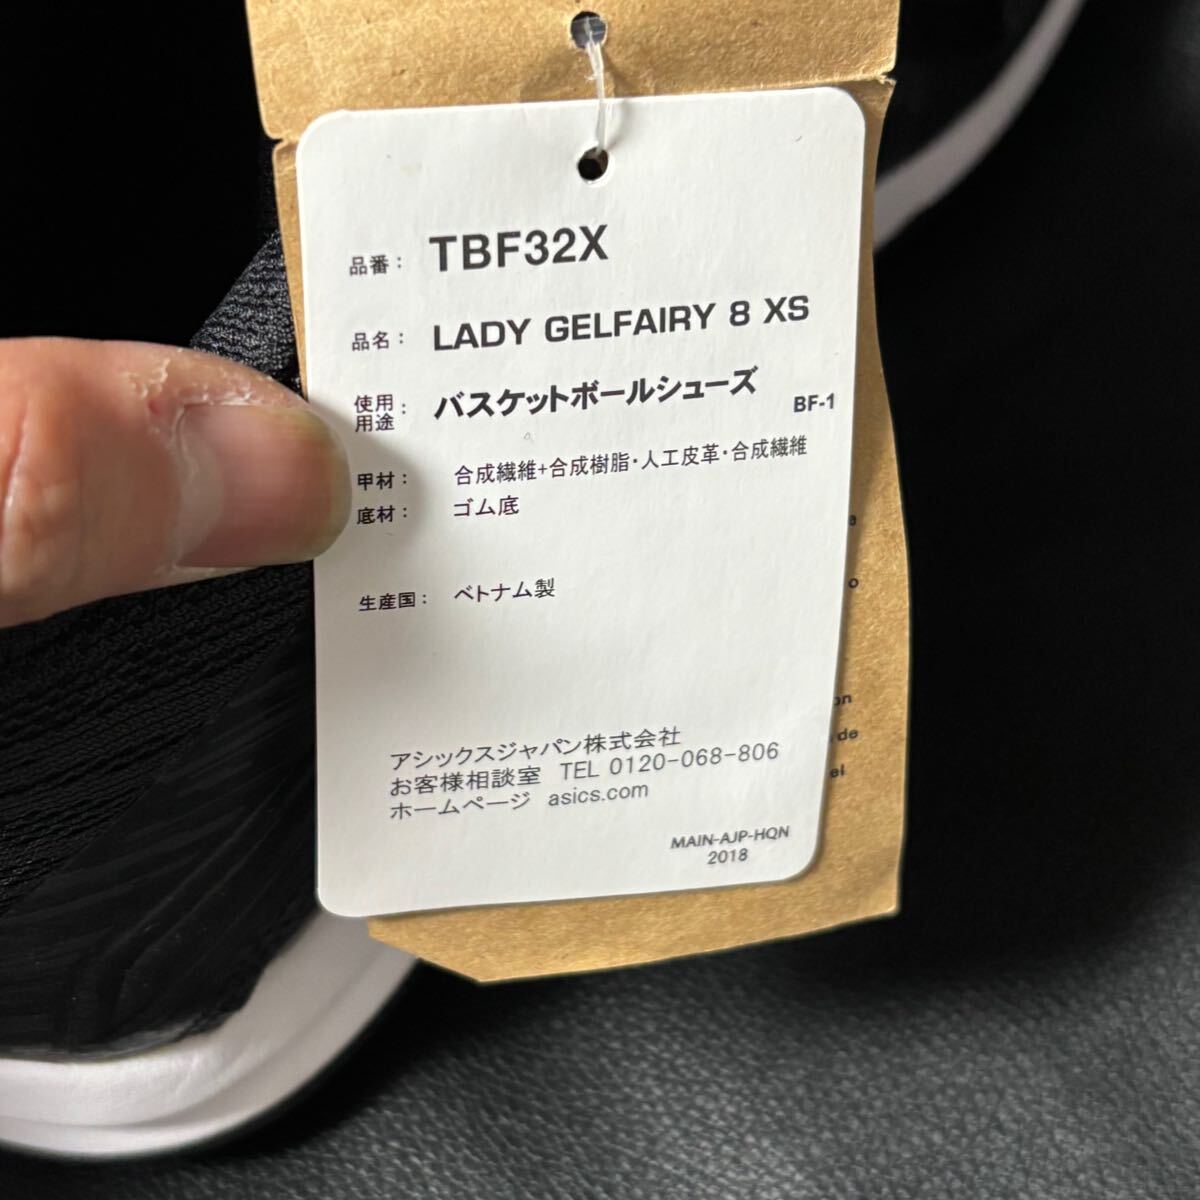 品番： TBF32X
品名： LADY GELFAIRY 8 XS
使用用途： バスケットボールシューズ
BF-1
甲材： 合成繊維+合成樹脂・人工皮革・合成繊維
底材： ゴム底
生産国： ベトナム製
アシックスジャパン株式会社
お客様相談室 TEL 0120-068-806
ホームページ asics.com
MAIN-AJP-HQN
2018
de